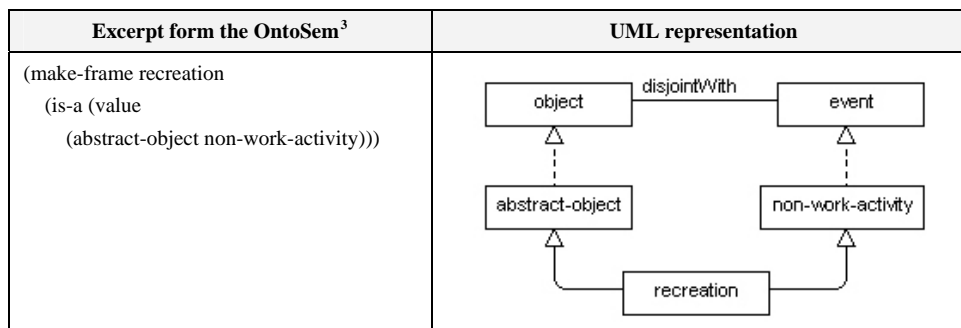 Excerpt form the OntoSem3
UML representation
(make-frame recreation
(is-a (value
(abstract-object non-work-activity)))
disjointWith
object
event
abstract-object
non-work-activity
recreation